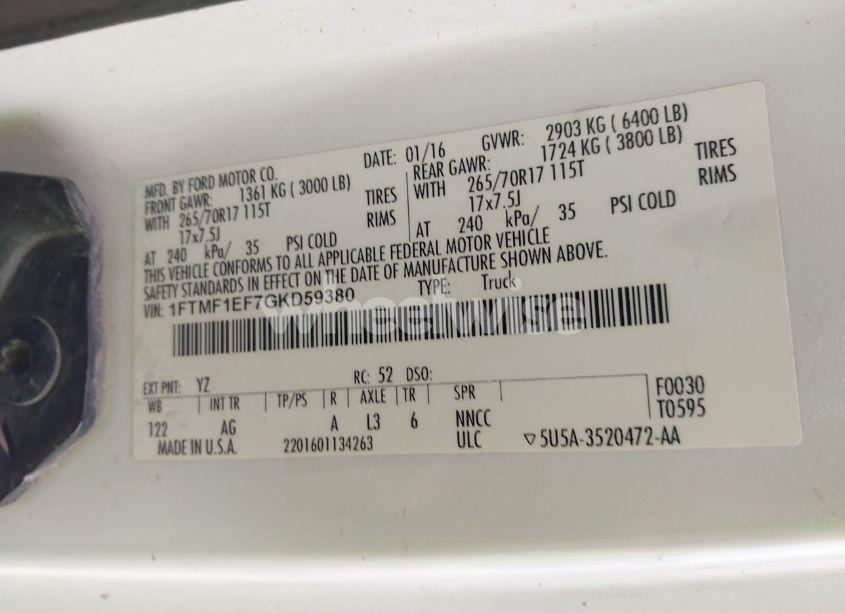 MFD. BY FORD MOTOR CO.
DATE: 01/16 GVWR: 2903 KG ( 6400 LB)
FRONT GAWR: 1361 KG ( 3000 LB)
REAR GAWR: 1724 KG ( 3800 LB)
WITH 265/70R17 115T TIRES
WITH 265/70R17 115T TIRES
17x7.5J RIMS
17x7.5J RIMS
AT 240 kPa/ 35 PSI COLD
AT 240 kPa/ 35 PSI COLD
THIS VEHICLE CONFORMS TO ALL APPLICABLE FEDERAL MOTOR VEHICLE
SAFETY STANDARDS IN EFFECT ON THE DATE OF MANUFACTURE SHOWN ABOVE.
VIN: 1FTMF1EF7GKD59380 TYPE: Truck
wheelwise
EXT PNT: YZ RC: 52 DSO:
WB INT TR TP/PS R AXLE TR SPR F0030
122 AG A L3 6 NNCC T0595
MADE IN U.S.A. 2201601134263 ULC ▽5U5A-3520472-AA